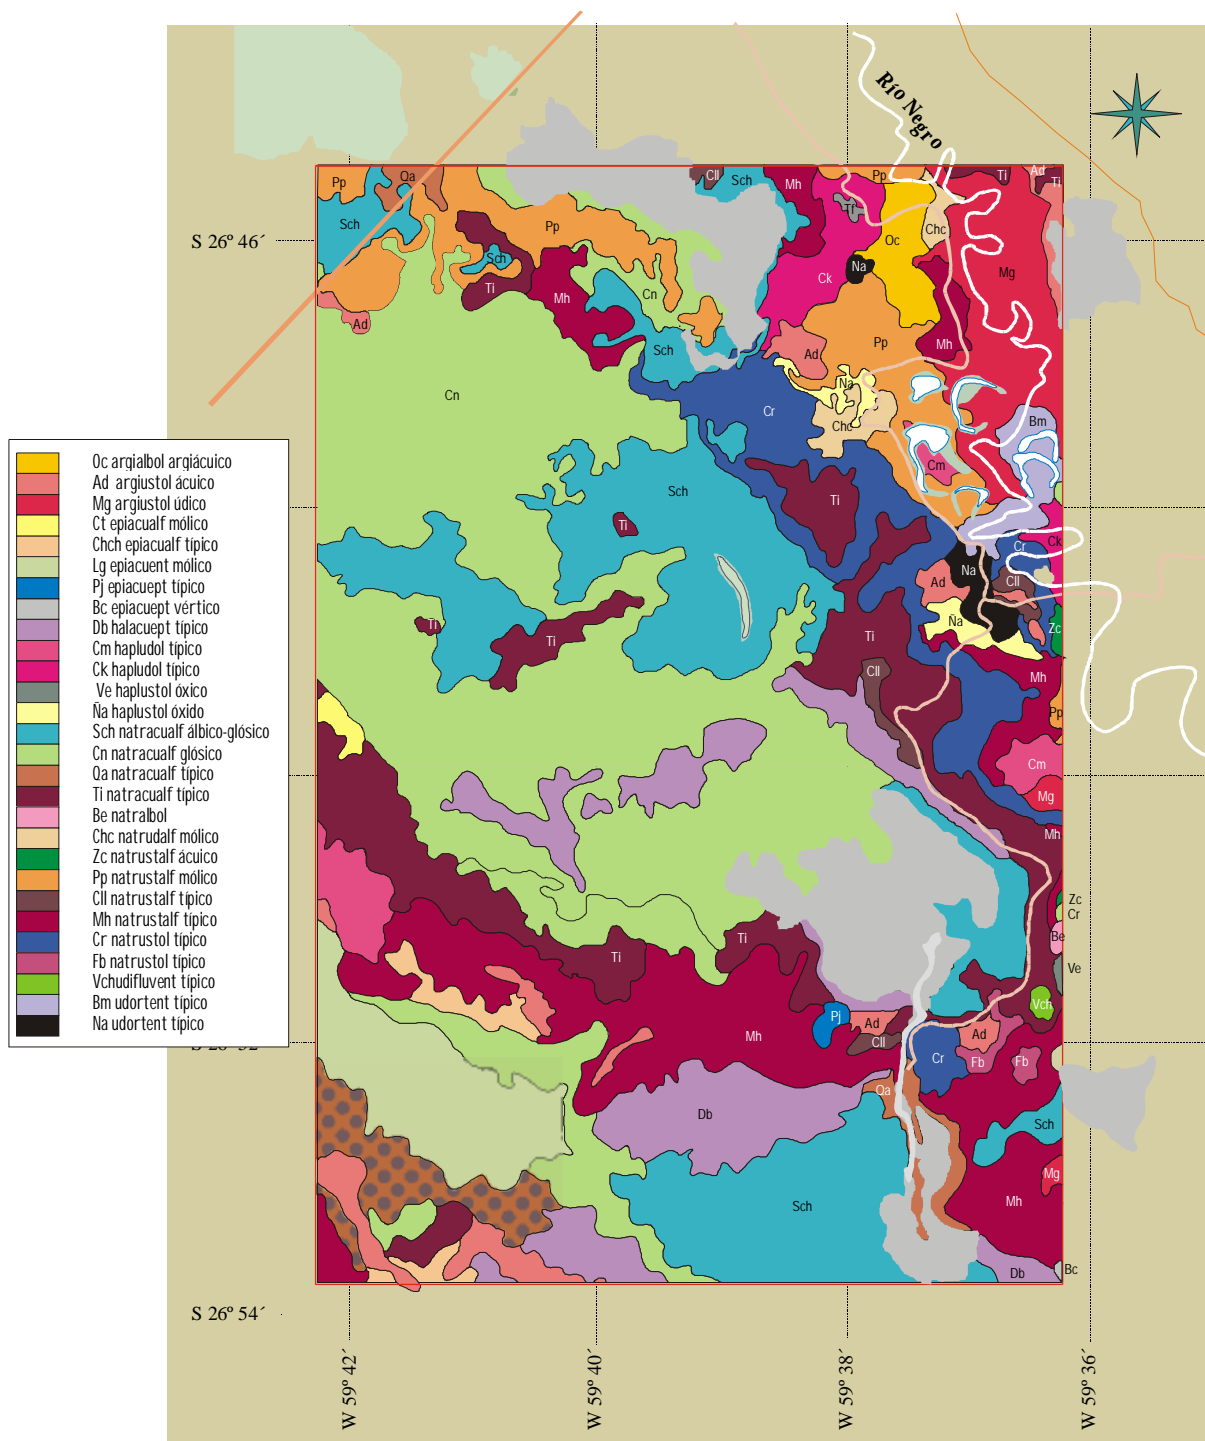 Río Negro
Pp
Qa
Cll
Sch
Mh
Pp
Ti
Ad
Ti
Sch
Tf
Chc
S 26º 46´
Pp
Oc
Sch
Na
Mg
Ti
Mh
Cn
Ck
Ad
Sch
Ad
Pp
Mh
Cn
Na
Cr
Chc
Bm
Oc argialbol argiácuico
Ad argiustol ácuico
Mg argiustol údico
Ct epiacualf mólico
Chch epiacualf típico
Lg epiacuent mólico
Pj epiacuept típico
Bc epiacuept vértico
Db halacuept típico
Cm hapludol típico
Ck hapludol típico
Ve haplustol óxico
Ña haplustol óxido
Sch natracualf álbico-glósico
Cn natracualf glósico
Qa natracualf típico
Ti natracualf típico
Be natralbol
Chc natrudalf mólico
Zc natrustalf ácuico
Pp natrustalf mólico
Cll natrustalf típico
Mh natrustalf típico
Cr natrustol típico
Fb natrustol típico
Vchudifluvent típico
Bm udortent típico
Na udortent típico
Cm
Sch
Ti
Ti
Ck
Cr
Na
Ad
Cll
Ti
Ña
Zc
Ti
Ti
Cll
Mh
Pp
Cm
Mg
Mh
Zc
Cr
Ti
Be
Ti
Ve
Vch
Pj
Ad
Mh
Cll
Ad
Cr
Fb
Fb
Qa
Db
Sch
Mg
Sch
Mh
Db
Bc
S 26º 54´
W 59º 42´
W 59º 40´
W 59º 38´
W 59º 36´